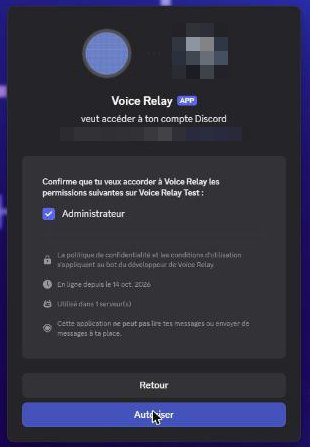 Voice Relay APP
veut accéder à ton compte Discord
Confirme que tu veux accorder à Voice Relay les
permissions suivantes sur Voice Relay Test :
Administrateur
La politique de confidentialité et les conditions d'utilisation
s'appliquent au bot du développeur de Voice Relay.
En ligne depuis le 14 oct. 2026
Utilisé dans 1 serveur(s)
Cette application ne peut pas lire tes messages ou envoyer de
messages à ta place.
Retour
Autoriser